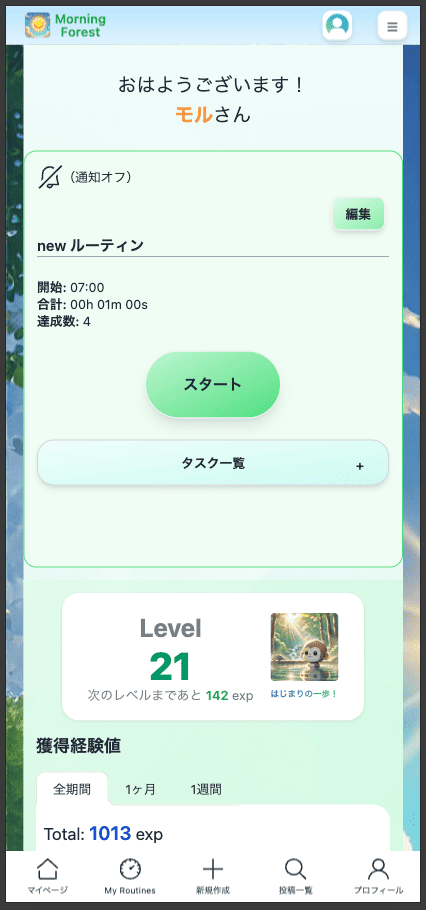 Morning
Forest
おはようございます！
モルさん
（通知オフ）
編集
new ルーティン
開始: 07:00
合計: 00h 01m 00s
達成数: 4
スタート
タスク一覧 +
Level
21
次のレベルまであと 142 exp
はじまりの一歩！
獲得経験値
全期間 1ヶ月 1週間
Total: 1013 exp
マイページ My Routines 新規作成 投稿一覧 プロフィール